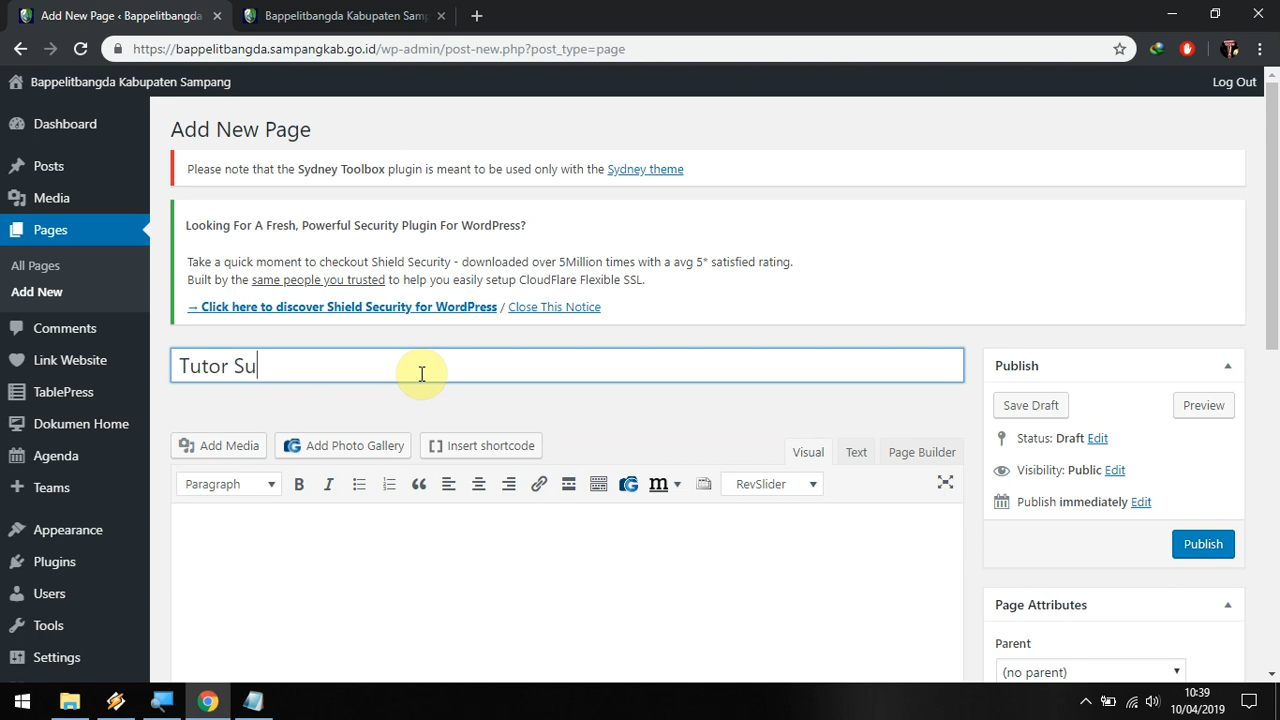 Add New Page ‹ Bappelitbangda
Bappelitbangda Kabupaten Samp
https://bappelitbangda.sampangkab.go.id/wp-admin/post-new.php?post_type=page
Bappelitbangda Kabupaten Sampang
Log Out
Dashboard
Posts
Media
Pages
All Pages
Add New
Comments
Link Website
TablePress
Dokumen Home
Agenda
Teams
Appearance
Plugins
Users
Tools
Settings
Add New Page
Please note that the Sydney Toolbox plugin is meant to be used only with the Sydney theme
Looking For A Fresh, Powerful Security Plugin For WordPress?
Take a quick moment to checkout Shield Security - downloaded over 5Million times with a avg 5* satisfied rating.
Built by the same people you trusted to help you easily setup CloudFlare Flexible SSL.
→ Click here to discover Shield Security for WordPress / Close This Notice
Tutor Su
Add Media
Add Photo Gallery
Insert shortcode
Visual
Text
Page Builder
Paragraph
B
I
m
RevSlider
Publish
Save Draft
Preview
Status: Draft Edit
Visibility: Public Edit
Publish immediately Edit
Publish
Page Attributes
Parent
(no parent)
10:39
10/04/2019